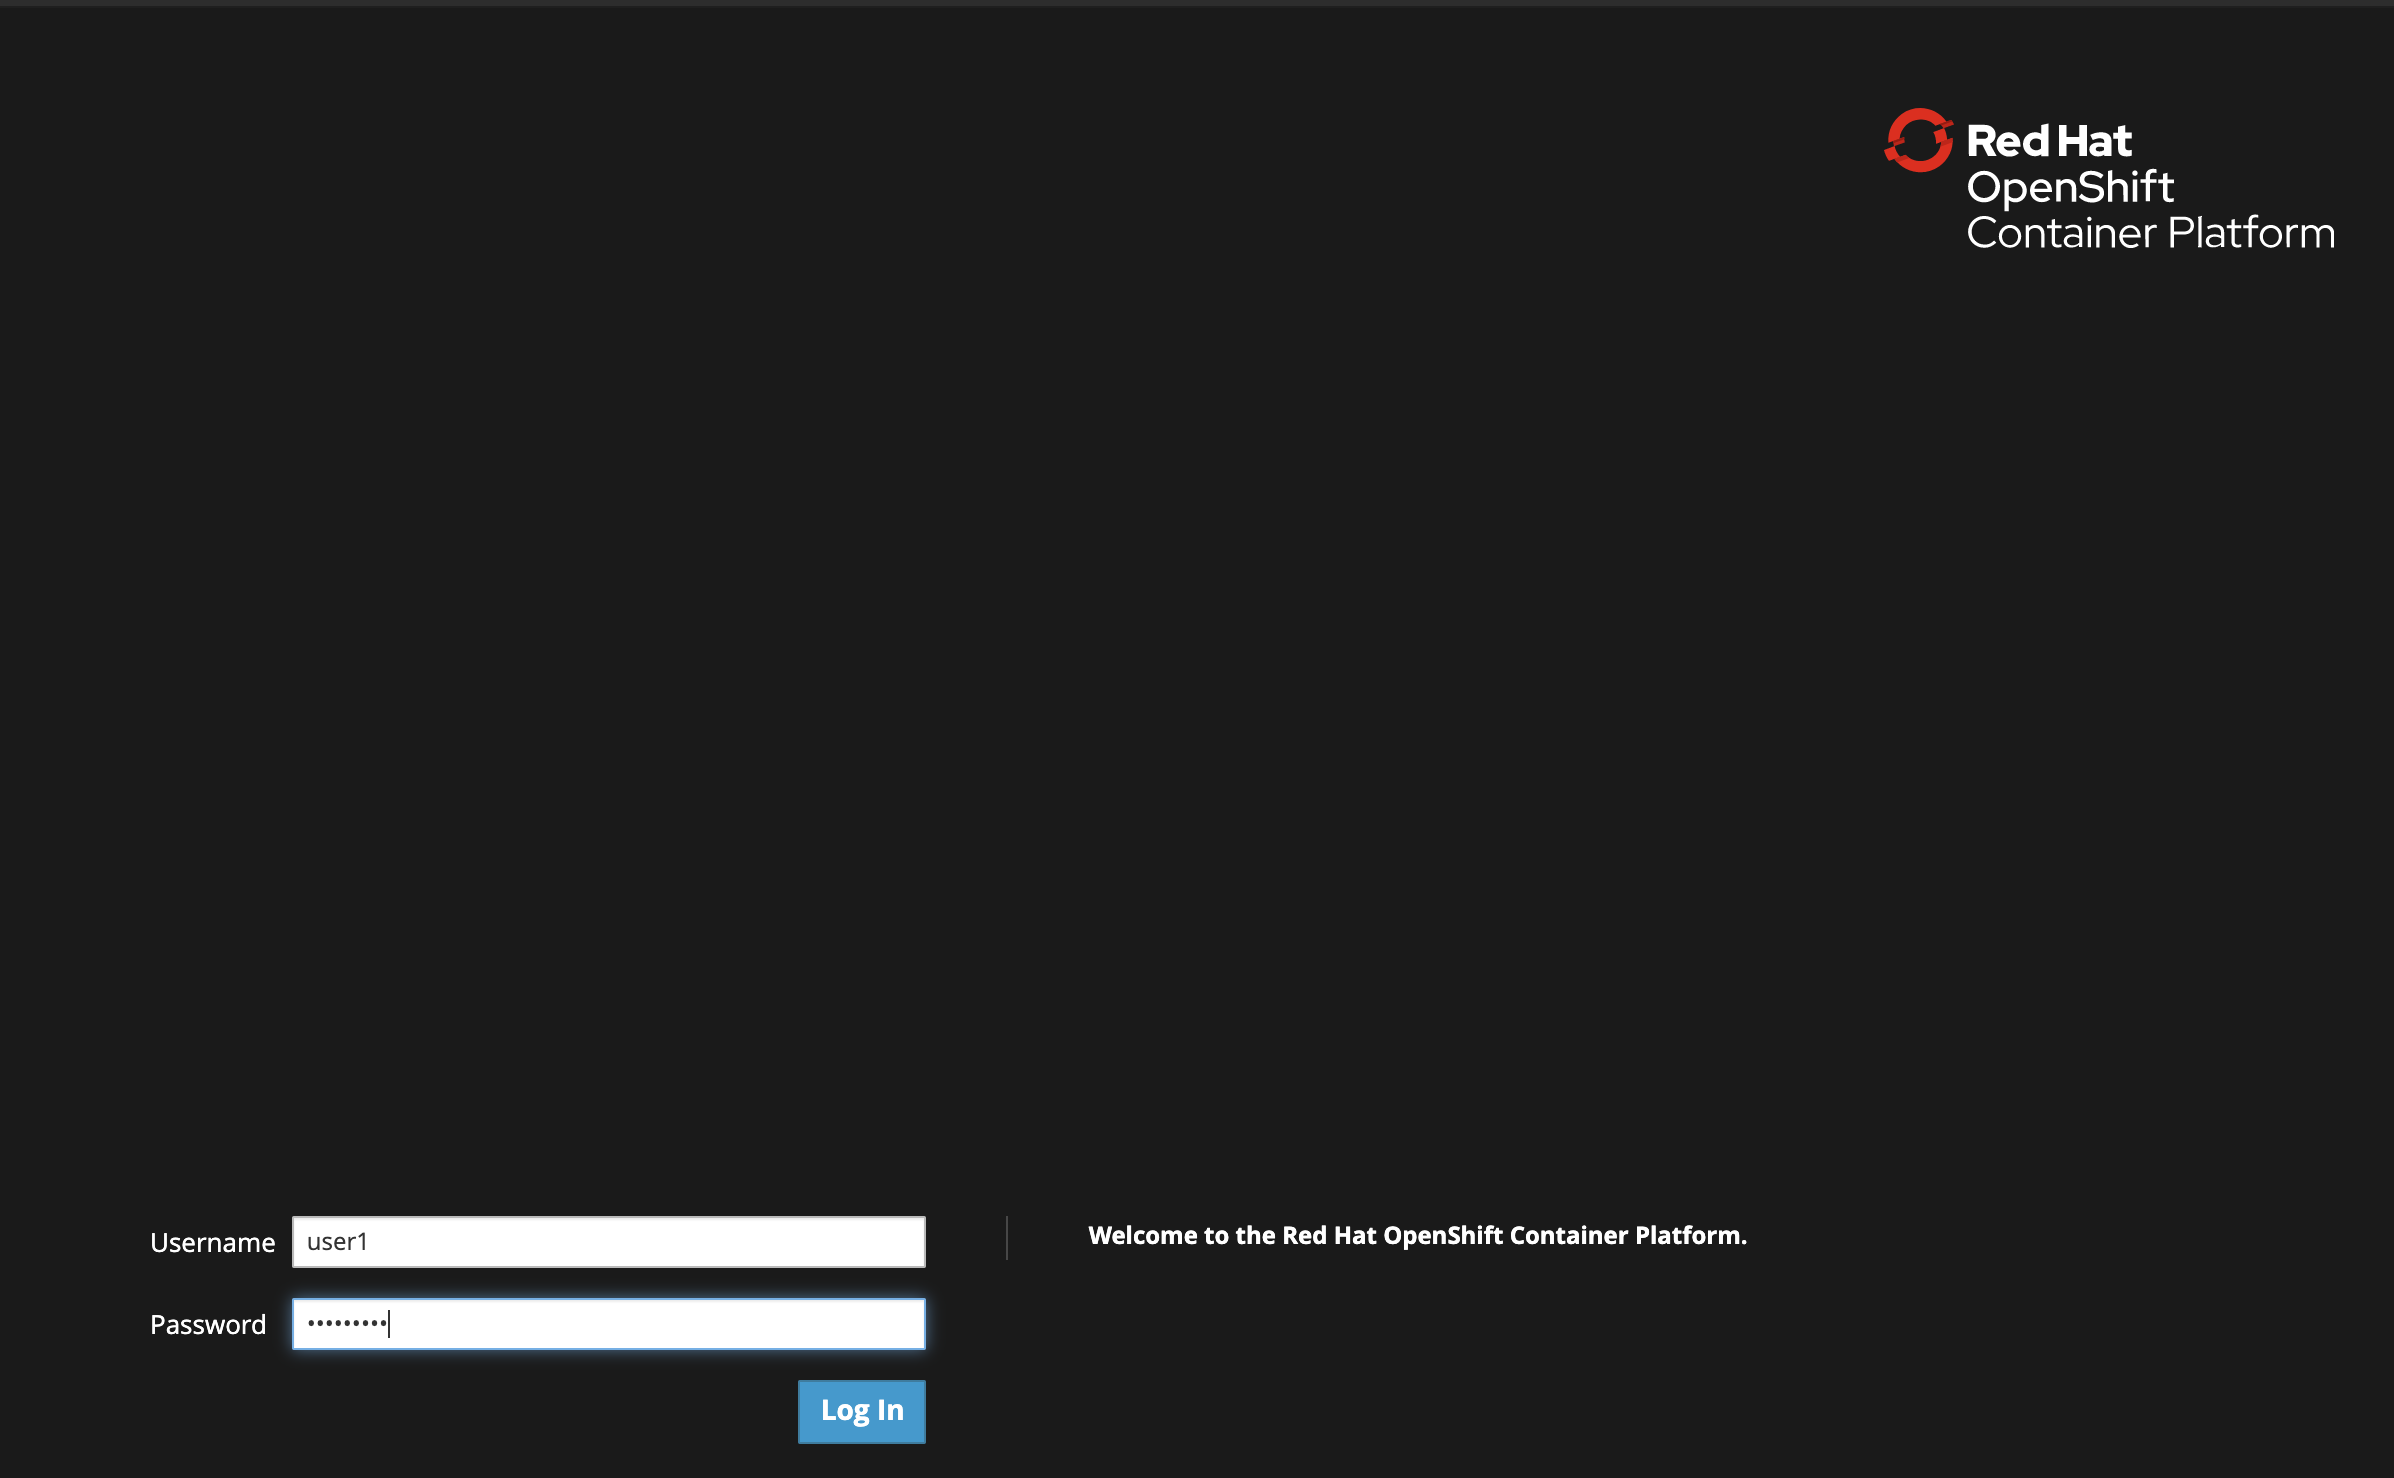 Red Hat
OpenShift
Container Platform
Username
user1
Welcome to the Red Hat OpenShift Container Platform.
Password
•••••••••
Log In